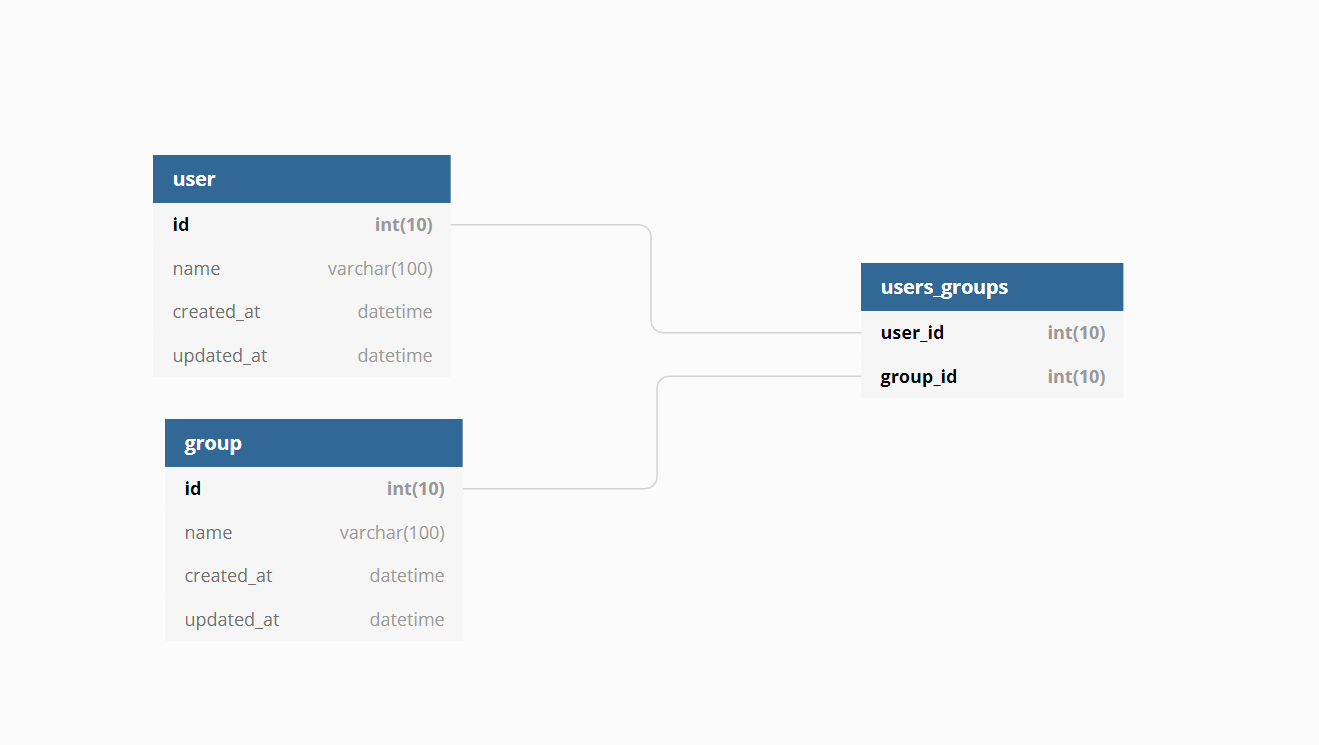 user
id int(10)
name varchar(100)
created_at datetime
updated_at datetime
group
id int(10)
name varchar(100)
created_at datetime
updated_at datetime
users_groups
user_id int(10)
group_id int(10)